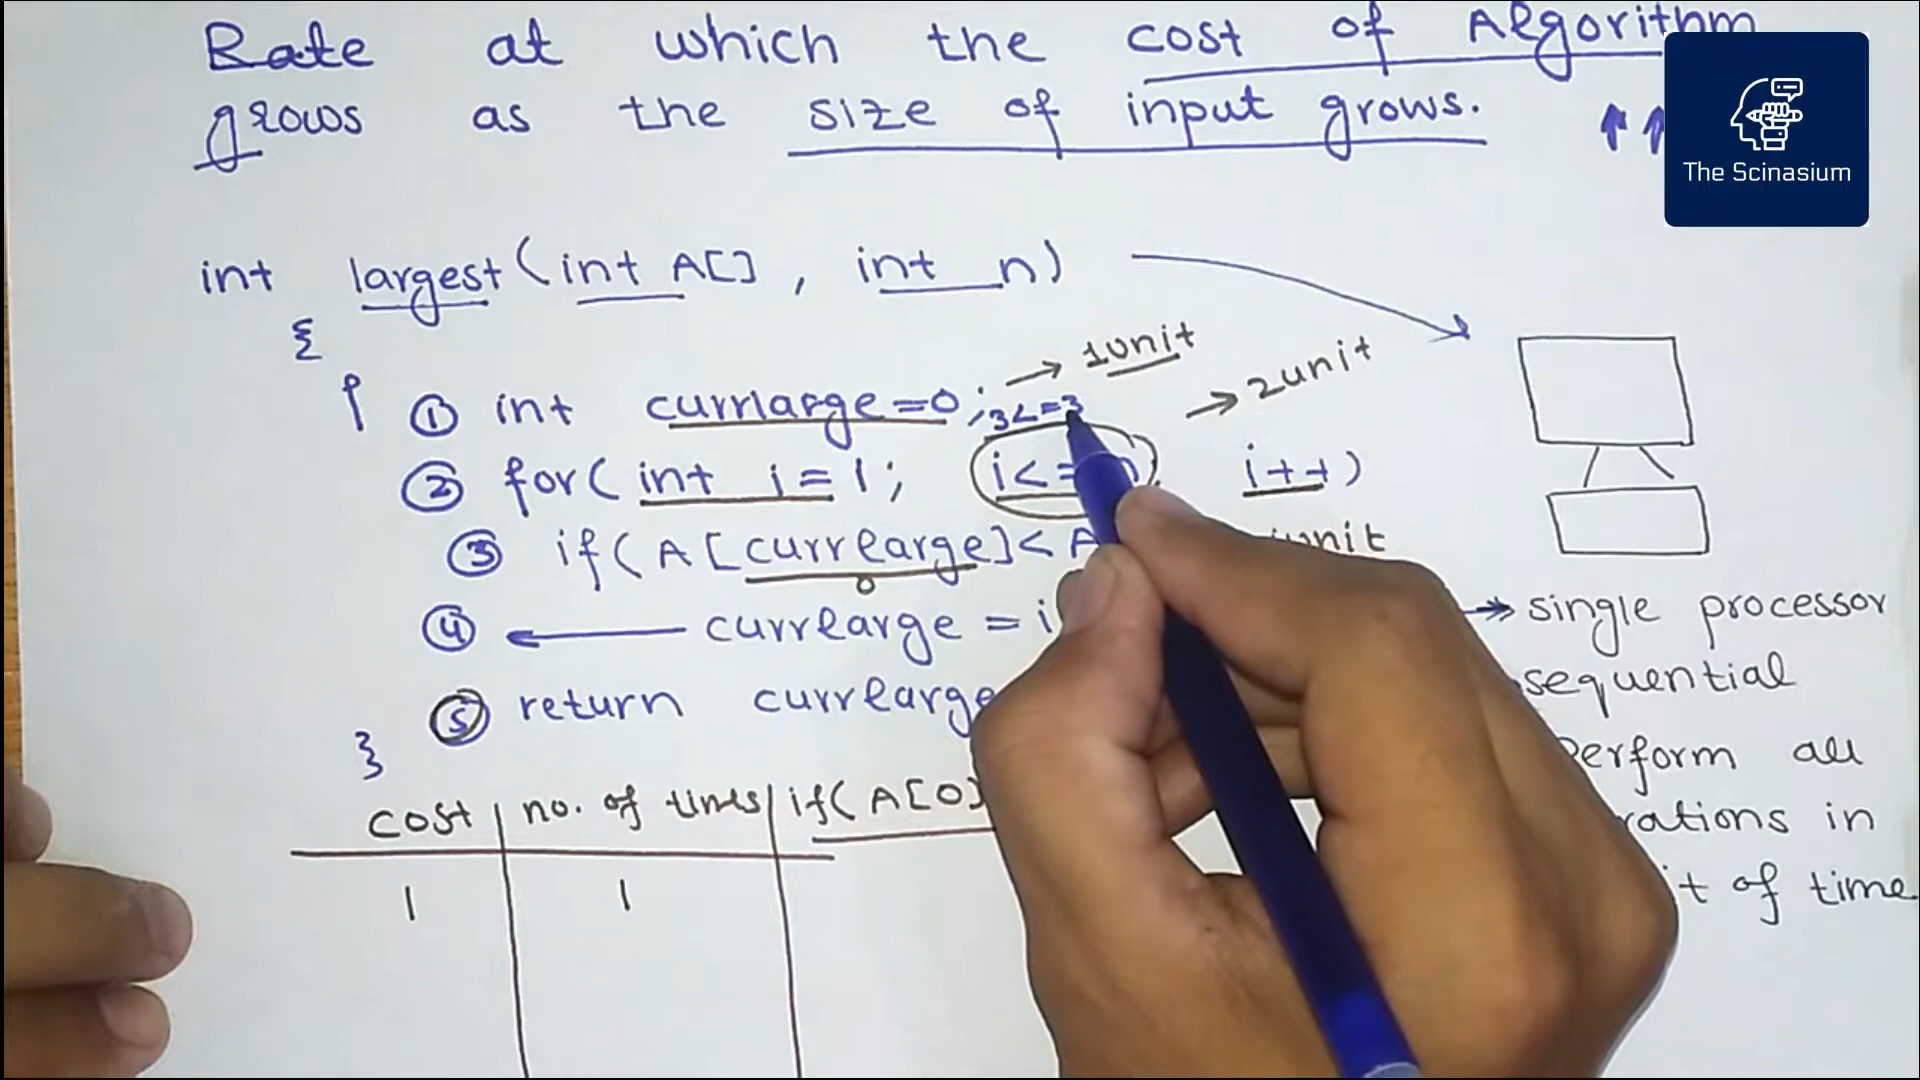 Rate at which the cost of Algorithm
grows as the size of input grows.
The Scinasium
int largest(int A[] , int n)
{
→ 1unit
① int currlarge=0; → 2unit
3<=3
② for( int i=1; i<= i++)
③ if(A[currlarge]< A unit
0
④ ← currlarge = i
⑤ return currlarge
}
→ single processor
sequential
Perform all
in
of time
cost no. of times if( A[0]
1 1